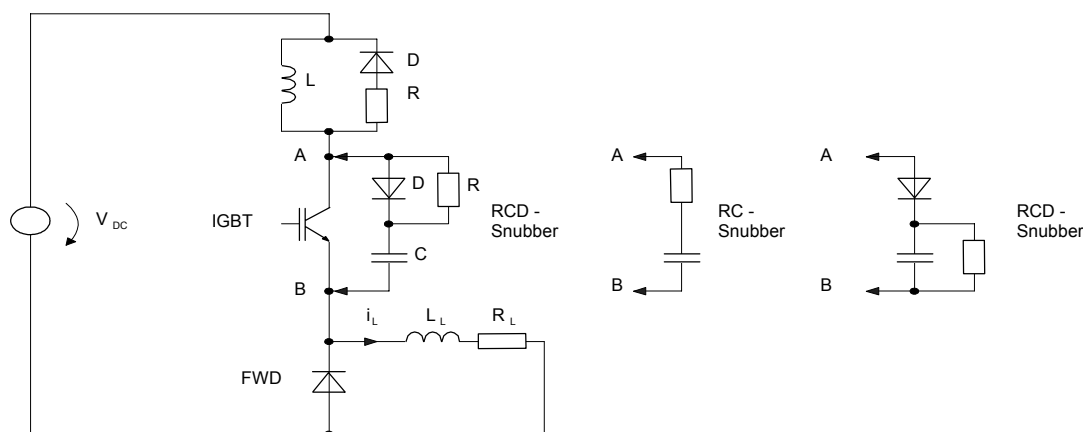 D
L
R
A
D
R
IGBT
RCD -
Snubber
C
B
V DC
i L
L L
R L
FWD
A
RC -
Snubber
B
A
RCD -
Snubber
B